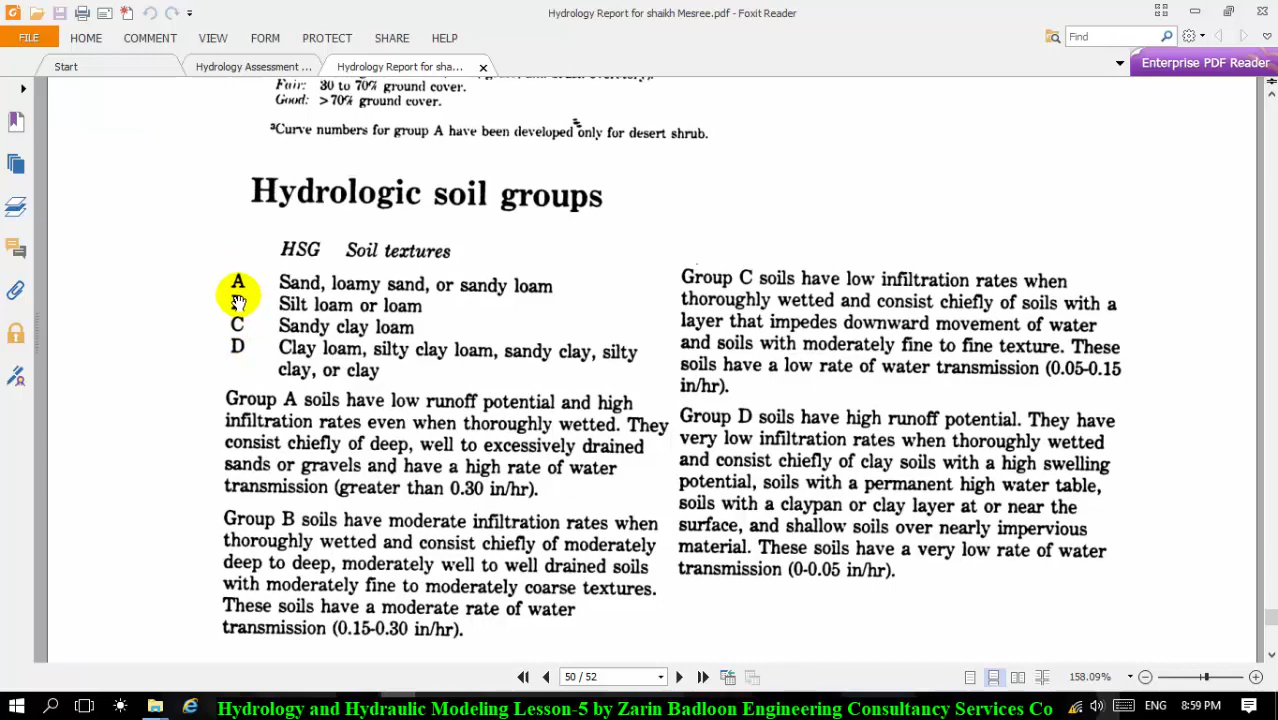 Hydrology Report for shaikh Mesree.pdf - Foxit Reader
FILE HOME COMMENT VIEW FORM PROTECT SHARE HELP
Find
Start Hydrology Assessment ... Hydrology Report for sha...
Enterprise PDF Reader
Fair: 30 to 70% ground cover.
Good: >70% ground cover.
³Curve numbers for group A have been developed only for desert shrub.
Hydrologic soil groups
HSG Soil textures
A Sand, loamy sand, or sandy loam
Silt loam or loam
C Sandy clay loam
D Clay loam, silty clay loam, sandy clay, silty
clay, or clay
Group A soils have low runoff potential and high
infiltration rates even when thoroughly wetted. They
consist chiefly of deep, well to excessively drained
sands or gravels and have a high rate of water
transmission (greater than 0.30 in/hr).
Group B soils have moderate infiltration rates when
thoroughly wetted and consist chiefly of moderately
deep to deep, moderately well to well drained soils
with moderately fine to moderately coarse textures.
These soils have a moderate rate of water
transmission (0.15-0.30 in/hr).
Group C soils have low infiltration rates when
thoroughly wetted and consist chiefly of soils with a
layer that impedes downward movement of water
and soils with moderately fine to fine texture. These
soils have a low rate of water transmission (0.05-0.15
in/hr).
Group D soils have high runoff potential. They have
very low infiltration rates when thoroughly wetted
and consist chiefly of clay soils with a high swelling
potential, soils with a permanent high water table,
soils with a claypan or clay layer at or near the
surface, and shallow soils over nearly impervious
material. These soils have a very low rate of water
transmission (0-0.05 in/hr).
50 / 52
158.09%
Hydrology and Hydraulic Modeling Lesson-5 by Zarin Badloon Engineering Consultancy Services Co
ENG 8:59 PM